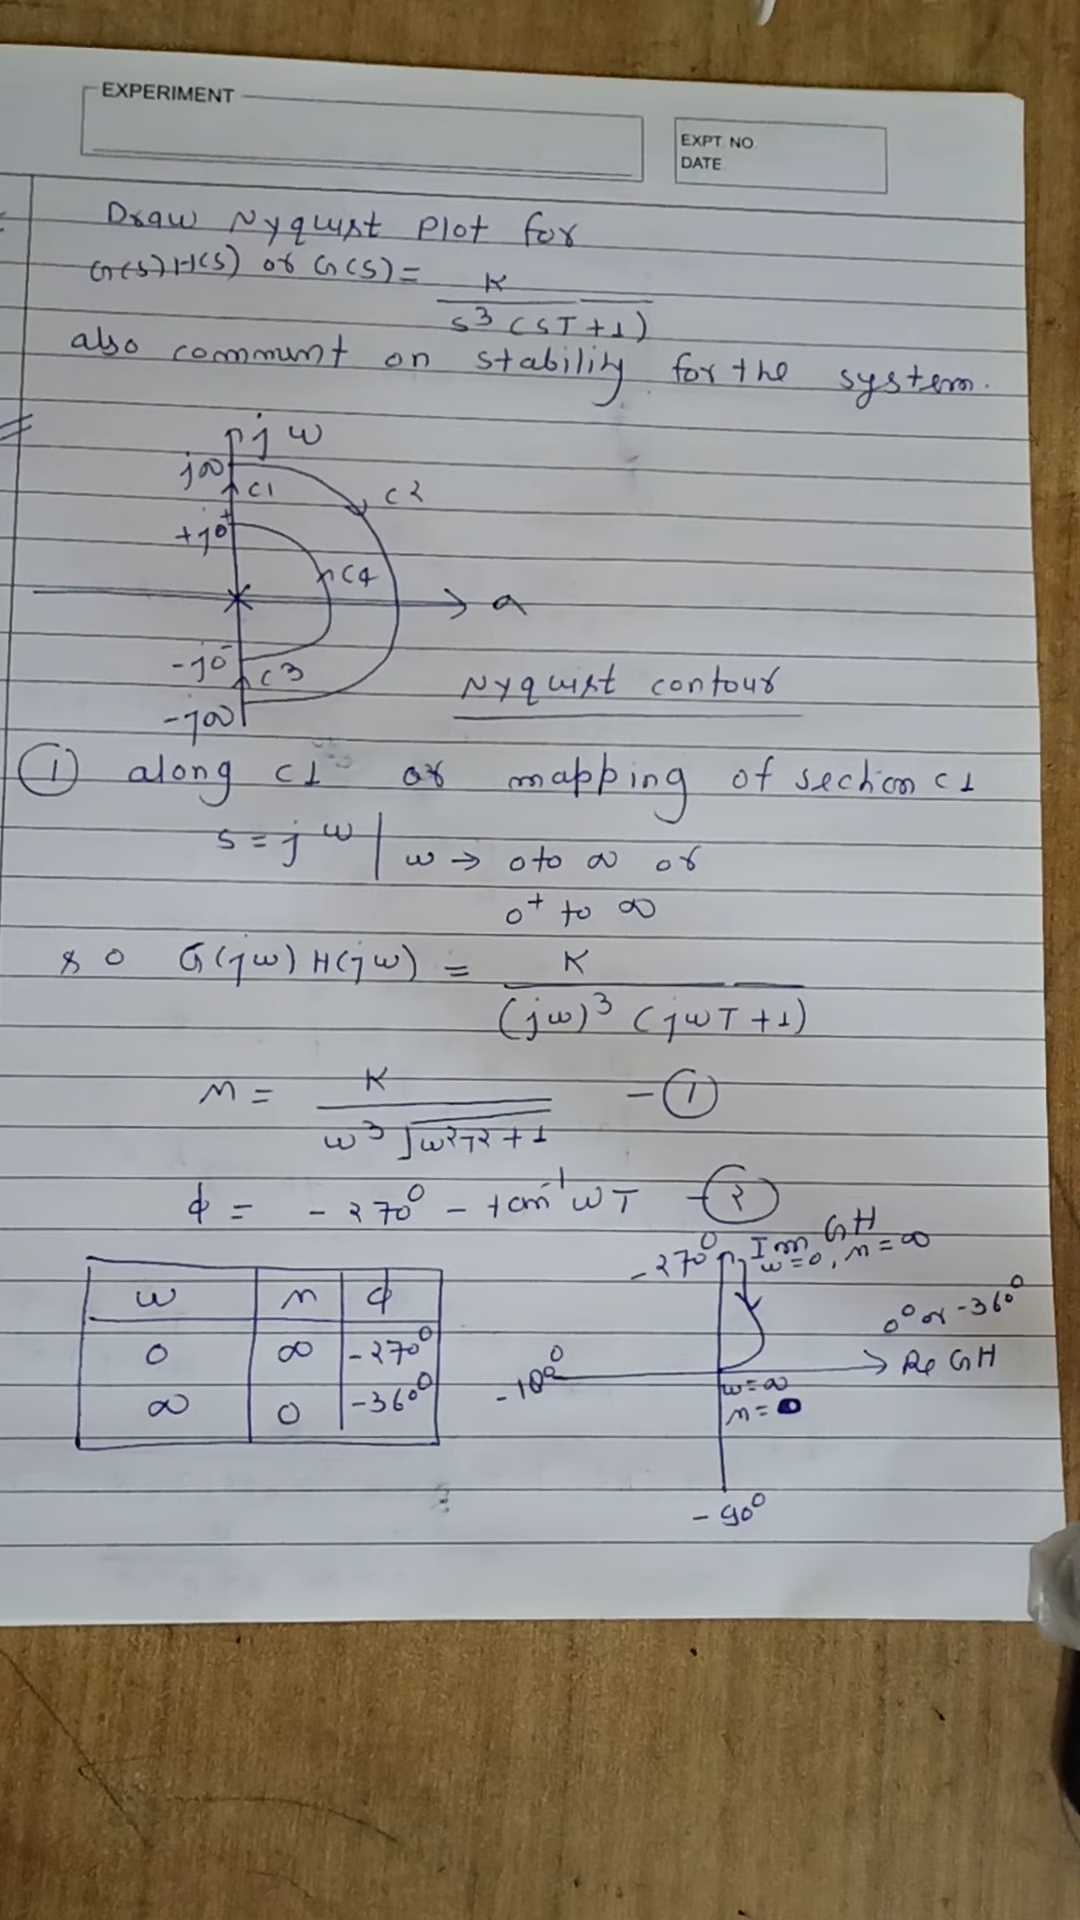 EXPERIMENT
EXPT. NO.
DATE
Draw Nyquist Plot for
G(s)H(s) or G(s) = K
s³ (sT+1)
also comment on stability for the system.
jω
j∞
C1
C2
+j0⁺
C4
σ
-j0⁻
C3
-j∞
Nyquist contour
① along C1 or mapping of section C1
s = jω | ω → 0 to ∞ or
0⁺ to ∞
so G(jω) H(jω) = K
(jω)³ (jωT+1)
M = K
ω³ √ω²T²+1
- ①
ϕ = -270° - tan⁻¹ωT - ②
ω M ϕ
0 ∞ -270°
∞ 0 -360°
-270° Im GH
ω=0, M=∞
0° or -360°
Re GH
-180°
ω=∞
M=0
-90°